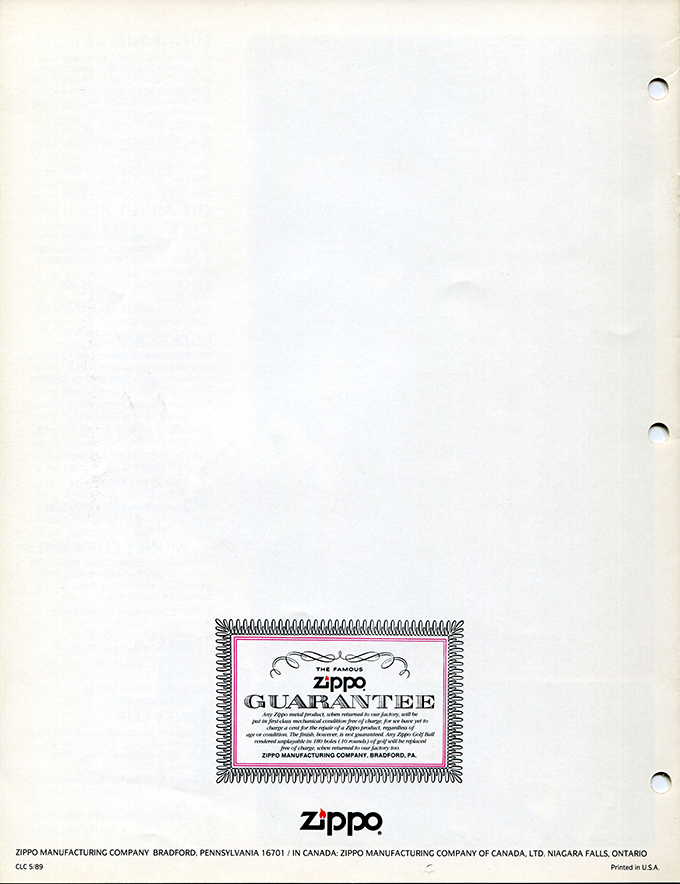 THE FAMOUS
Zippo
GUARANTEE
Any Zippo metal product, when returned to our factory, will be
put in first-class mechanical condition free of charge, for we have yet to
charge a cent for the repair of a Zippo product, regardless of
age or condition. The finish, however, is not guaranteed. Any Zippo Golf Ball
rendered unplayable in 180 holes (10 rounds) of golf will be replaced
free of charge, when returned to our factory too.
ZIPPO MANUFACTURING COMPANY, BRADFORD, PA.
Zippo
ZIPPO MANUFACTURING COMPANY BRADFORD, PENNSYLVANIA 16701 / IN CANADA: ZIPPO MANUFACTURING COMPANY OF CANADA, LTD. NIAGARA FALLS, ONTARIO
CLC 5/89
Printed in U.S.A.